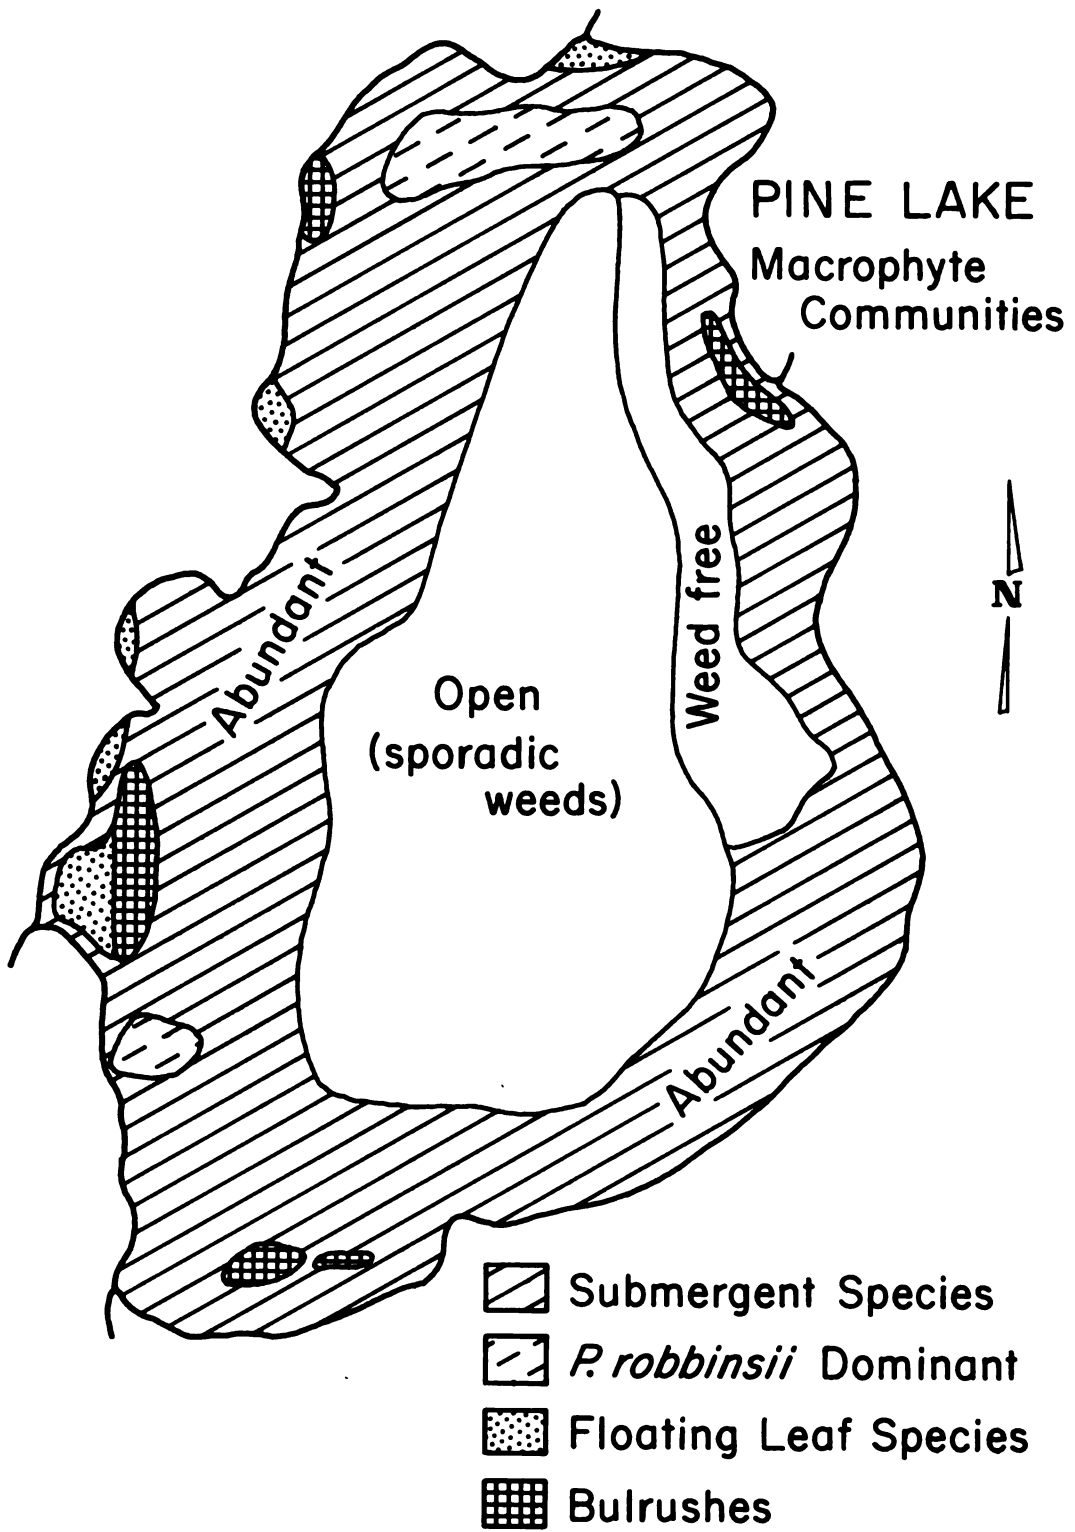 PINE LAKE
Macrophyte
Communities
Abundant
Weed free
N
Open
(sporadic
weeds)
Abundant
Submergent Species
P. robbinsii Dominant
Floating Leaf Species
Bulrushes